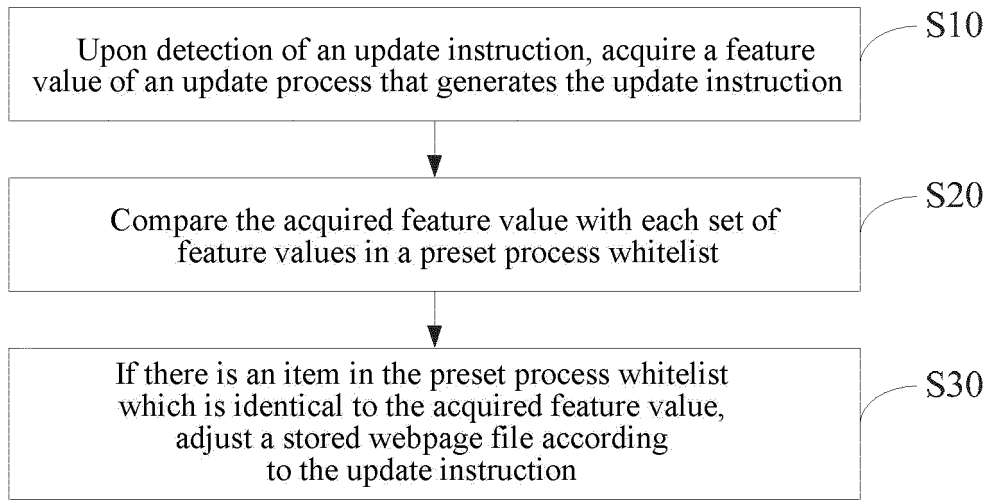 Upon detection of an update instruction, acquire a feature
value of an update process that generates the update instruction
S10
Compare the acquired feature value with each set of
feature values in a preset process whitelist
S20
If there is an item in the preset process whitelist
which is identical to the acquired feature value,
adjust a stored webpage file according
to the update instruction
S30